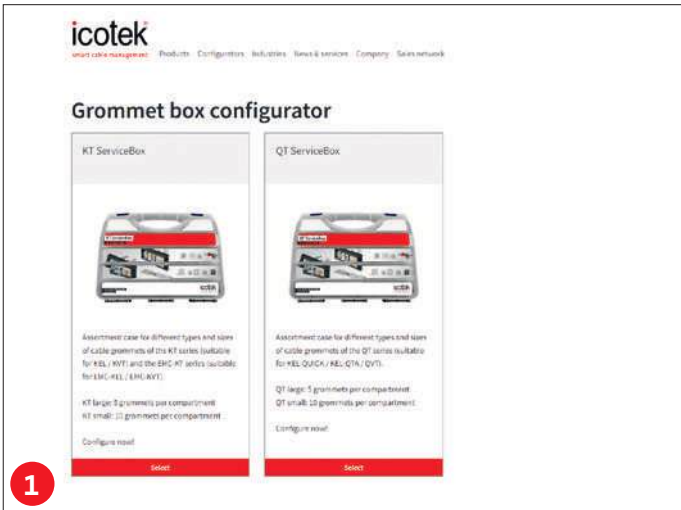 icotek
smart cable management
Products Configurators Industries News & services Company Sales network
Grommet box configurator
KT ServiceBox
Assortment case for different types and sizes
of cable grommets of the KT series (suitable
for KEL / KVT) and the EMC-KT series (suitable
for EMC-KEL / EMC-KVT).
KT large: 5 grommets per compartment
KT small: 10 grommets per compartment
Configure now!
Select
QT ServiceBox
Assortment case for different types and sizes
of cable grommets of the QT series (suitable
for KEL-QUICK / KEL-QTA / QVT).
QT large: 5 grommets per compartment
QT small: 10 grommets per compartment
Configure now!
Select
1